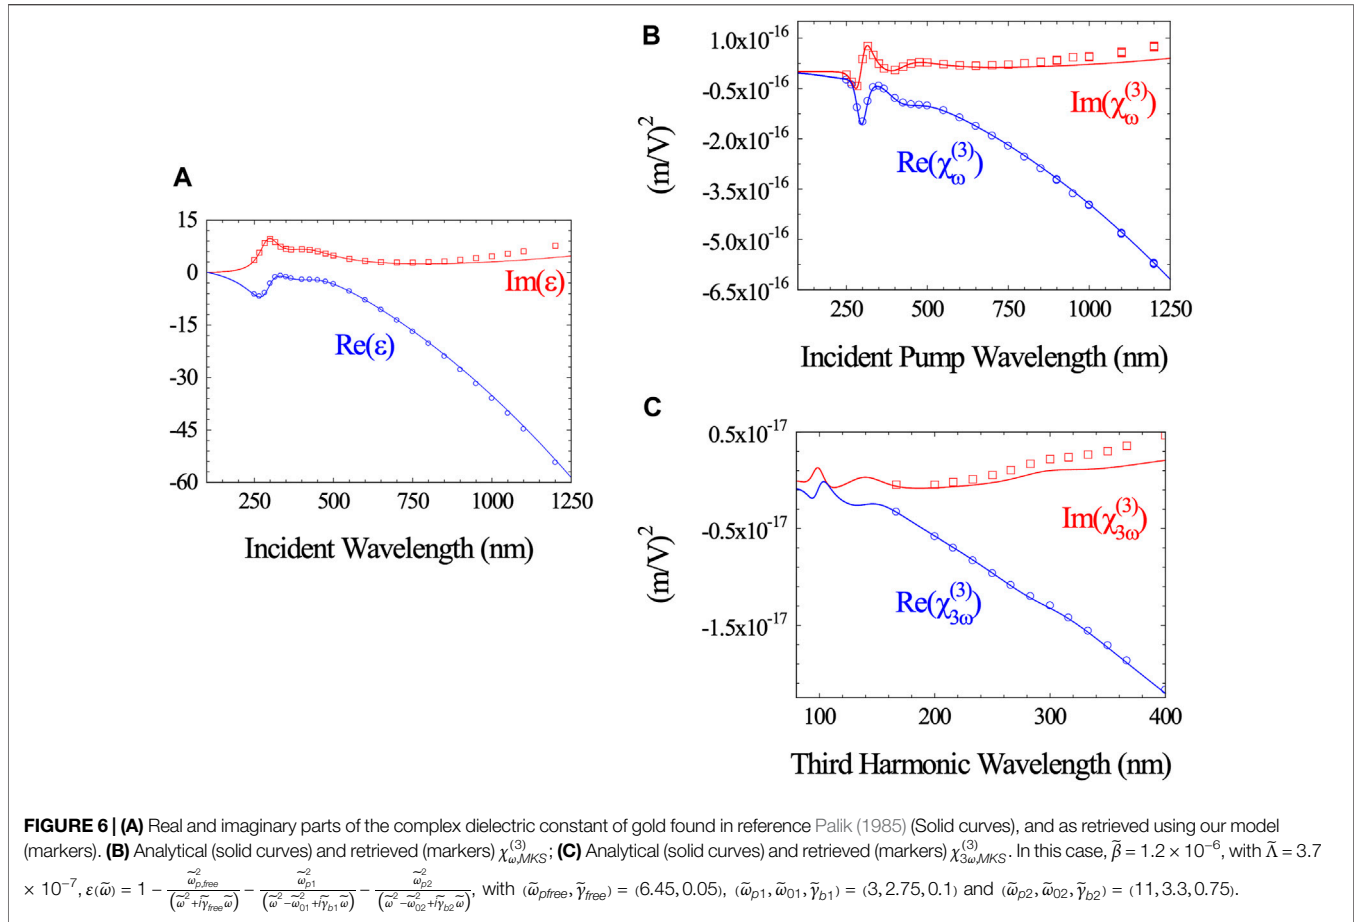 A
15
0
-15
-30
-45
-60
250
500
750
1000
1250
Im(ε)
Re(ε)
Incident Wavelength (nm)
B
1.0x10⁻¹⁶
-0.5x10⁻¹⁶
-2.0x10⁻¹⁶
-3.5x10⁻¹⁶
-5.0x10⁻¹⁶
-6.5x10⁻¹⁶
(m/V)²
250
500
750
1000
1250
Im(χ_ω^(3))
Re(χ_ω^(3))
Incident Pump Wavelength (nm)
C
0.5x10⁻¹⁷
-0.5x10⁻¹⁷
-1.5x10⁻¹⁷
(m/V)²
100
200
300
400
Im(χ_3ω^(3))
Re(χ_3ω^(3))
Third Harmonic Wavelength (nm)
FIGURE 6 | (A) Real and imaginary parts of the complex dielectric constant of gold found in reference Palik (1985) (Solid curves), and as retrieved using our model
(markers). (B) Analytical (solid curves) and retrieved (markers) χ_ω,MKS^(3); (C) Analytical (solid curves) and retrieved (markers) χ_3ω,MKS^(3). In this case, β̃ = 1.2 × 10⁻⁶, with Λ̃ = 3.7
× 10⁻⁷, ε(ω̃) = 1 − ω̃²_p,free/(ω̃²+iγ̃_free ω̃) − ω̃²_p1/(ω̃²−ω̃²_01+iγ̃_b1 ω̃) − ω̃²_p2/(ω̃²−ω̃²_02+iγ̃_b2 ω̃), with (ω̃_pfree, γ̃_free) = (6.45, 0.05), (ω̃_p1, ω̃_01, γ̃_b1) = (3, 2.75, 0.1) and (ω̃_p2, ω̃_02, γ̃_b2) = (11, 3.3, 0.75).